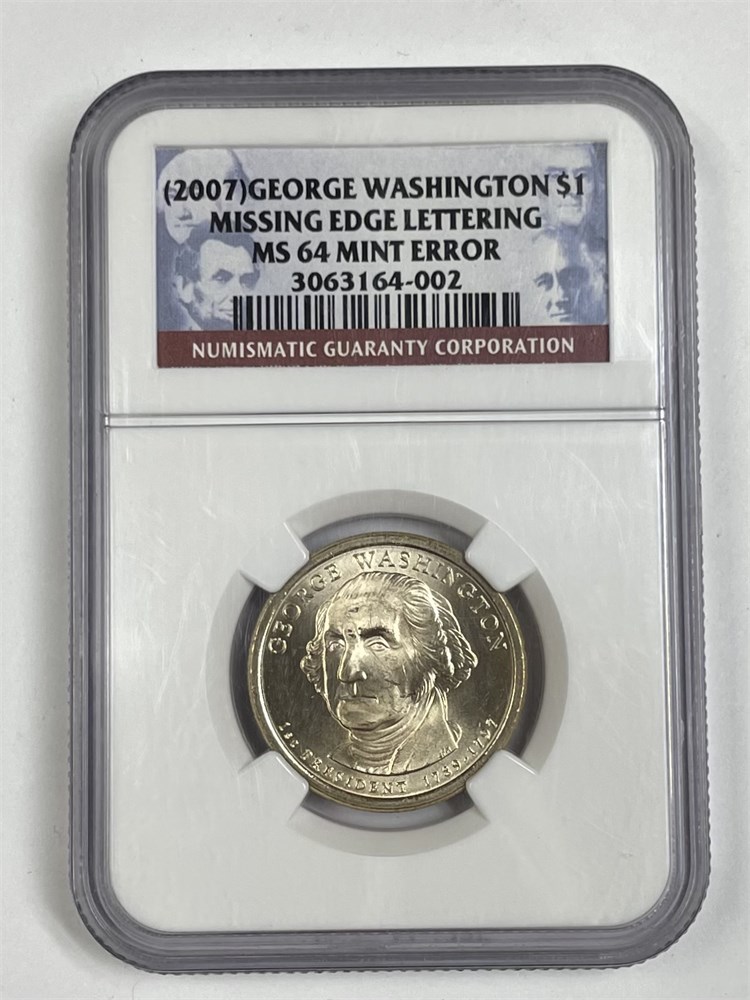 (2007)GEORGE WASHINGTON $1
MISSING EDGE LETTERING
MS 64 MINT ERROR
3063164-002
NUMISMATIC GUARANTY CORPORATION
GEORGE WASHINGTON
1st PRESIDENT 1789-1797